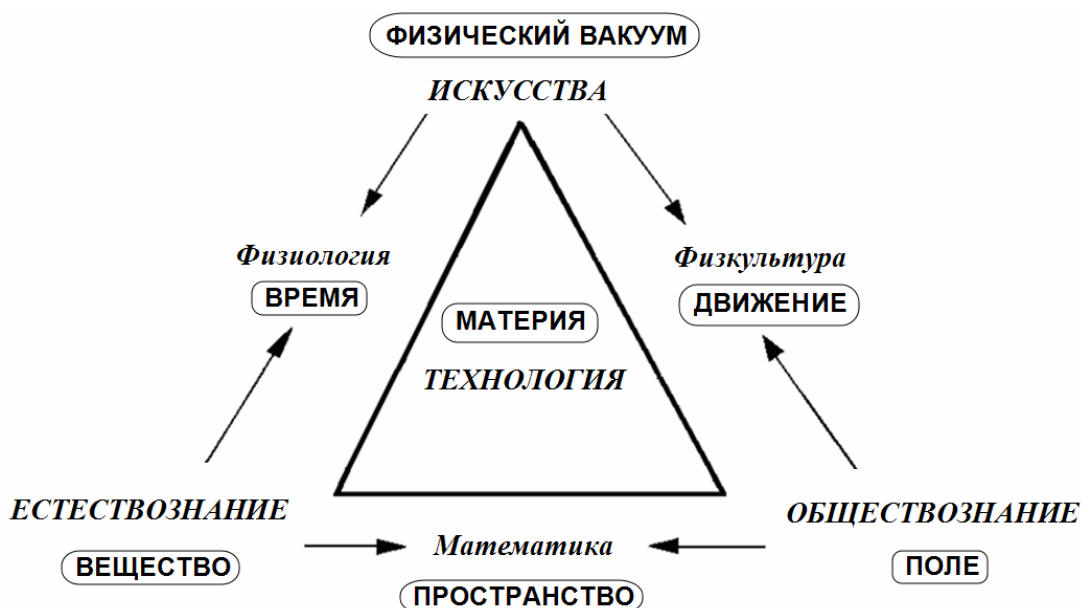 ФИЗИЧЕСКИЙ ВАКУУМ
ИСКУССТВА
Физиология
ВРЕМЯ
Физкультура
ДВИЖЕНИЕ
МАТЕРИЯ
ТЕХНОЛОГИЯ
ЕСТЕСТВОЗНАНИЕ
ВЕЩЕСТВО
Математика
ПРОСТРАНСТВО
ОБЩЕСТВОЗНАНИЕ
ПОЛЕ